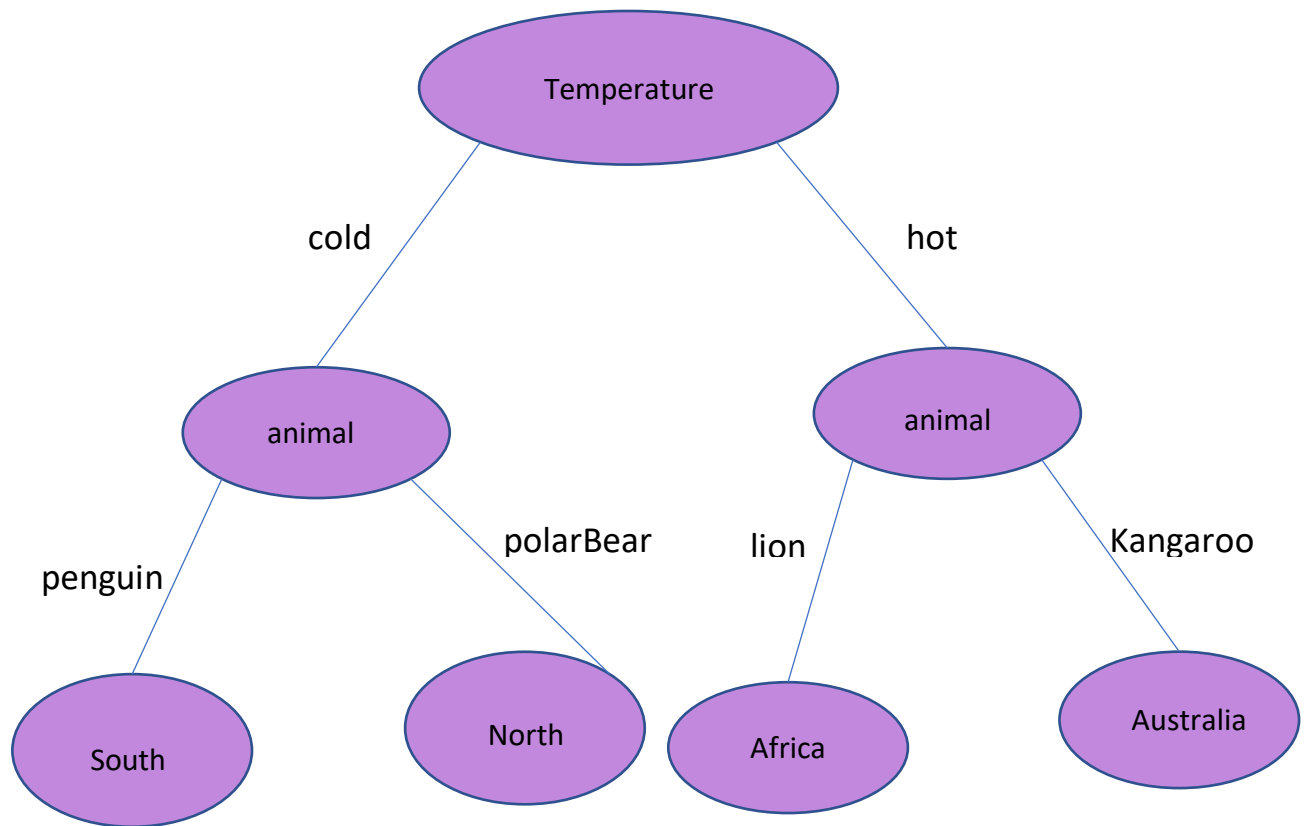 Temperature
cold
hot
animal
animal
penguin
polarBear
lion
Kangaroo
South
North
Africa
Australia